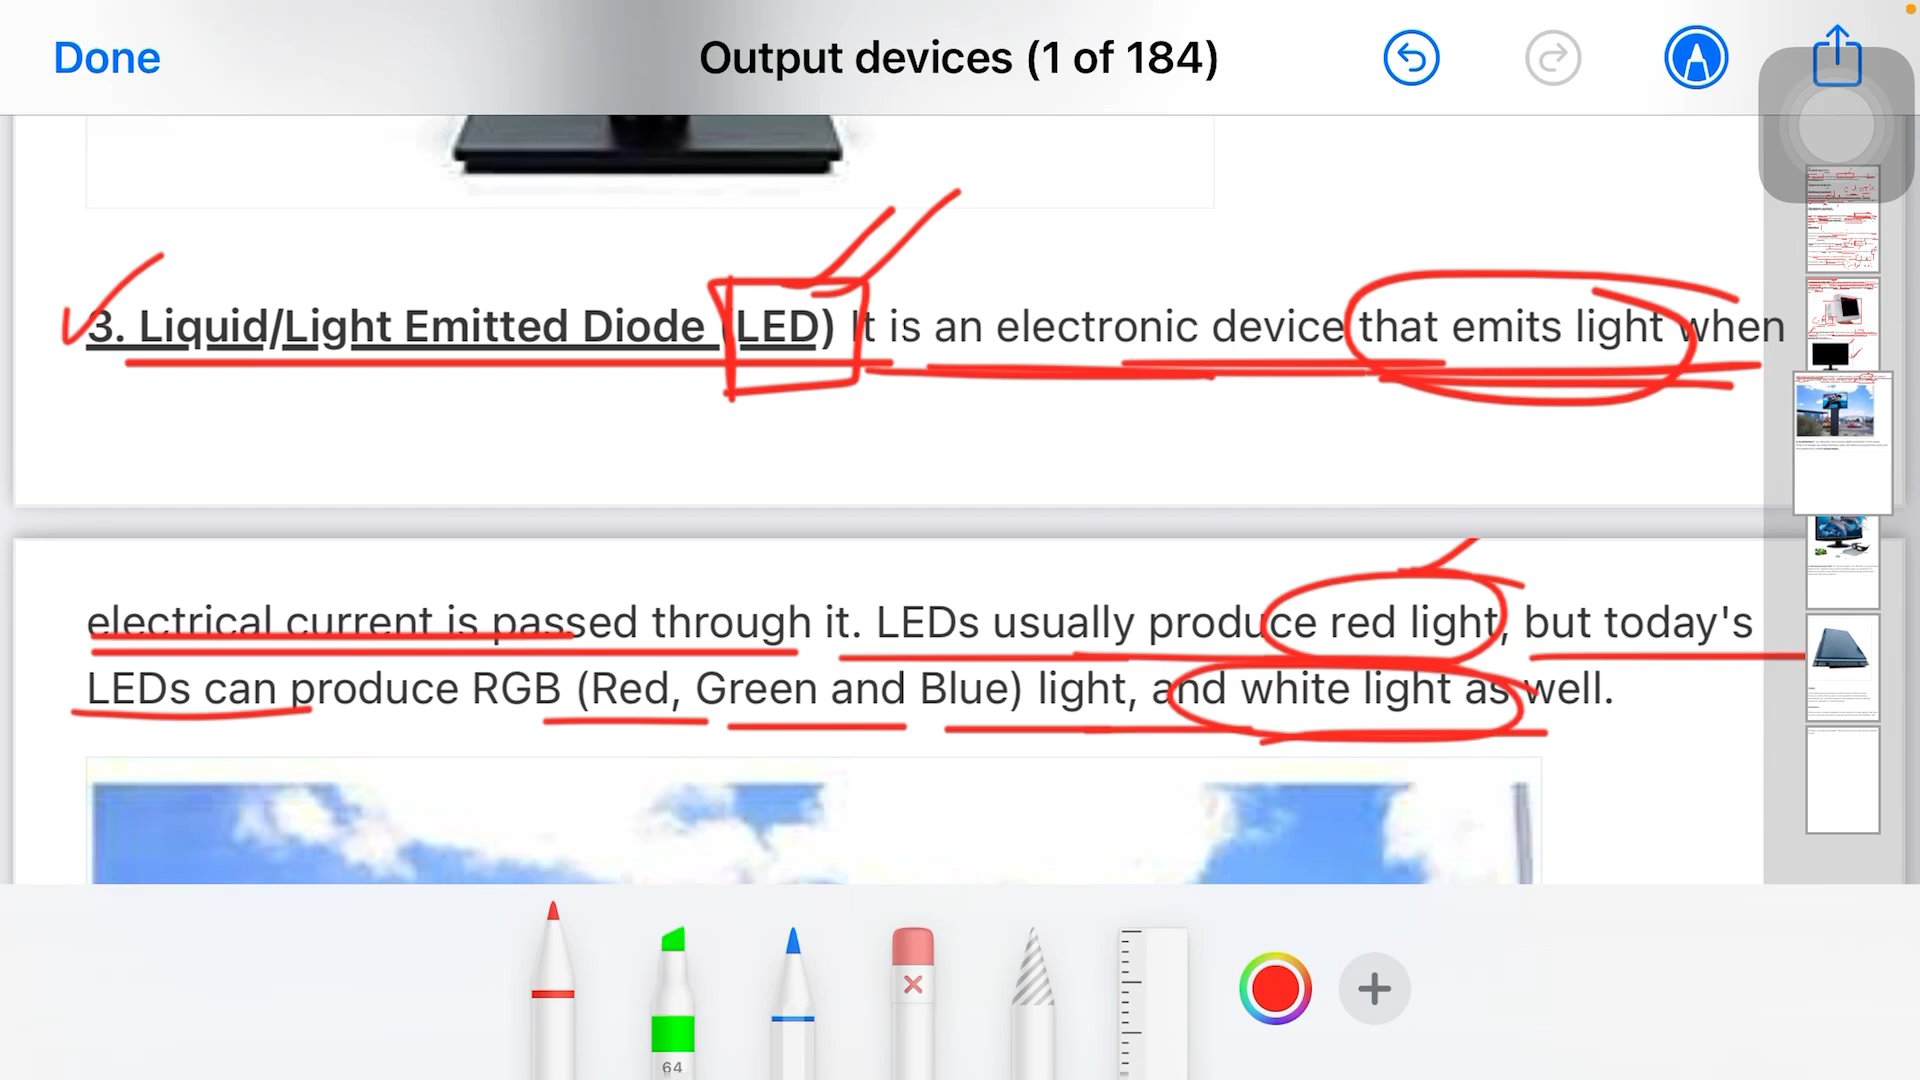 Done
Output devices (1 of 184)
3. Liquid/Light Emitted Diode (LED) It is an electronic device that emits light when
electrical current is passed through it. LEDs usually produce red light, but today's
LEDs can produce RGB (Red, Green and Blue) light, and white light as well.
64